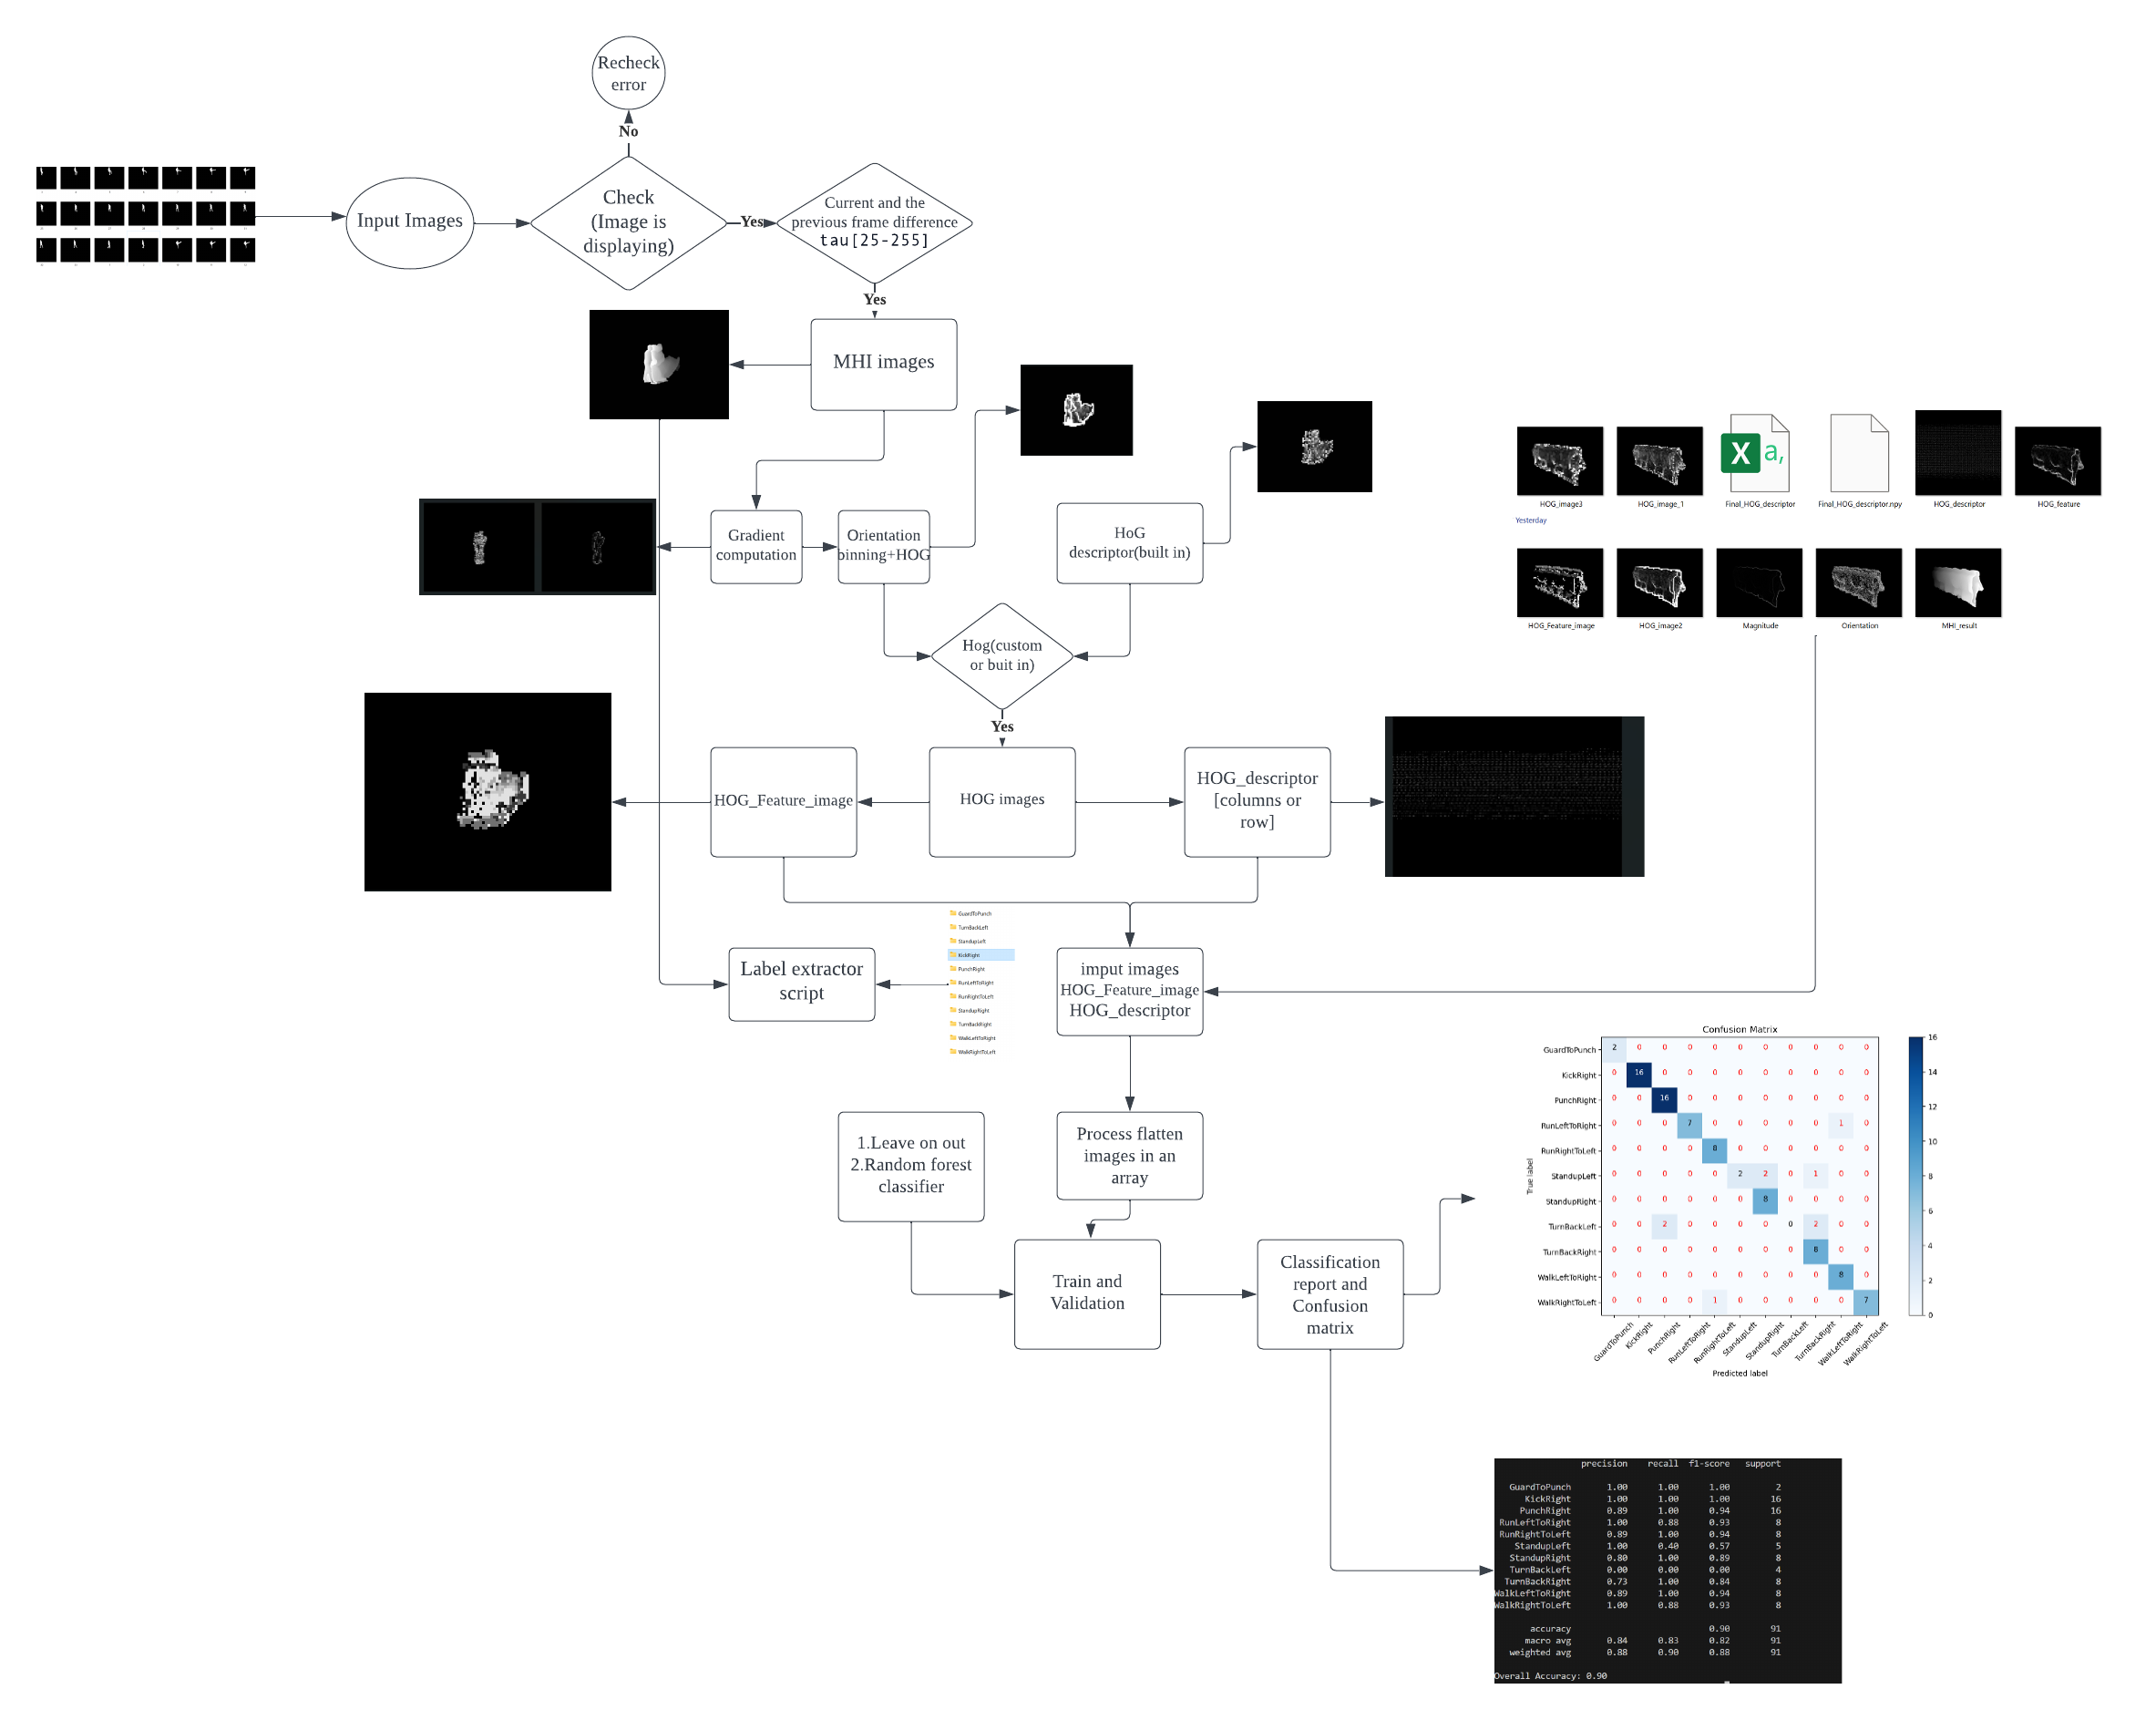 Recheck
error
No
Input Images
Check
(Image is
displaying)
Yes
Current and the
previous frame difference
tau[25-255]
Yes
MHI images
Gradient
computation
Orientation
binning+HOG
HoG
descriptor(built in)
Hog(custom
or buit in)
Yes
HOG_image3
HOG_image_1
X a,
Final_HOG_descriptor
Final_HOG_descriptor.npy
HOG_descriptor
HOG_feature
Yesterday
HOG_Feature_image
HOG_image2
Magnitude
Orientation
MHI_result
HOG_Feature_image
HOG images
HOG_descriptor
[columns or
row]
Label extractor
script
GuardToPunch
TurnBackLeft
StandupLeft
KickRight
PunchRight
RunLeftToRight
RunRightToLeft
StandupRight
TurnBackRight
WalkLeftToRight
WalkRightToLeft
imput images
HOG_Feature_image
HOG_descriptor
1.Leave on out
2.Random forest
classifier
Process flatten
images in an
array
Train and
Validation
Classification
report and
Confusion
matrix
Confusion Matrix
True label
GuardToPunch 2 0 0 0 0 0 0 0 0 0 0
KickRight 0 16 0 0 0 0 0 0 0 0 0
PunchRight 0 0 16 0 0 0 0 0 0 0 0
RunLeftToRight 0 0 0 7 0 0 0 0 0 1 0
RunRightToLeft 0 0 0 0 8 0 0 0 0 0 0
StandupLeft 0 0 0 0 0 2 2 0 1 0 0
StandupRight 0 0 0 0 0 0 8 0 0 0 0
TurnBackLeft 0 0 2 0 0 0 0 0 2 0 0
TurnBackRight 0 0 0 0 0 0 0 0 8 0 0
WalkLeftToRight 0 0 0 0 0 0 0 0 0 8 0
WalkRightToLeft 0 0 0 0 1 0 0 0 0 0 7
GuardToPunch KickRight PunchRight RunLeftToRight RunRightToLeft StandupLeft StandupRight TurnBackLeft TurnBackRight WalkLeftToRight WalkRightToLeft
Predicted label
16
14
12
10
8
6
4
2
0
precision recall f1-score support
GuardToPunch 1.00 1.00 1.00 2
KickRight 1.00 1.00 1.00 16
PunchRight 0.89 1.00 0.94 16
RunLeftToRight 1.00 0.88 0.93 8
RunRightToLeft 0.89 1.00 0.94 8
StandupLeft 1.00 0.40 0.57 5
StandupRight 0.80 1.00 0.89 8
TurnBackLeft 0.00 0.00 0.00 4
TurnBackRight 0.73 1.00 0.84 8
WalkLeftToRight 0.89 1.00 0.94 8
WalkRightToLeft 1.00 0.88 0.93 8
accuracy 0.90 91
macro avg 0.84 0.83 0.82 91
weighted avg 0.88 0.90 0.88 91
Overall Accuracy: 0.90